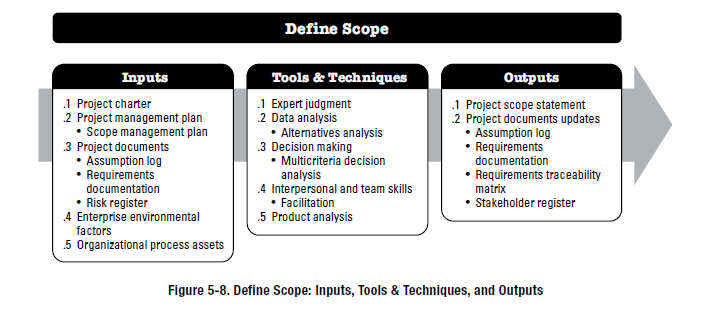 Define Scope
Inputs
.1 Project charter
.2 Project management plan
• Scope management plan
.3 Project documents
• Assumption log
• Requirements
documentation
• Risk register
.4 Enterprise environmental
factors
.5 Organizational process assets
Tools & Techniques
.1 Expert judgment
.2 Data analysis
• Alternatives analysis
.3 Decision making
• Multicriteria decision
analysis
.4 Interpersonal and team skills
• Facilitation
.5 Product analysis
Outputs
.1 Project scope statement
.2 Project documents updates
• Assumption log
• Requirements
documentation
• Requirements traceability
matrix
• Stakeholder register
Figure 5-8. Define Scope: Inputs, Tools & Techniques, and Outputs